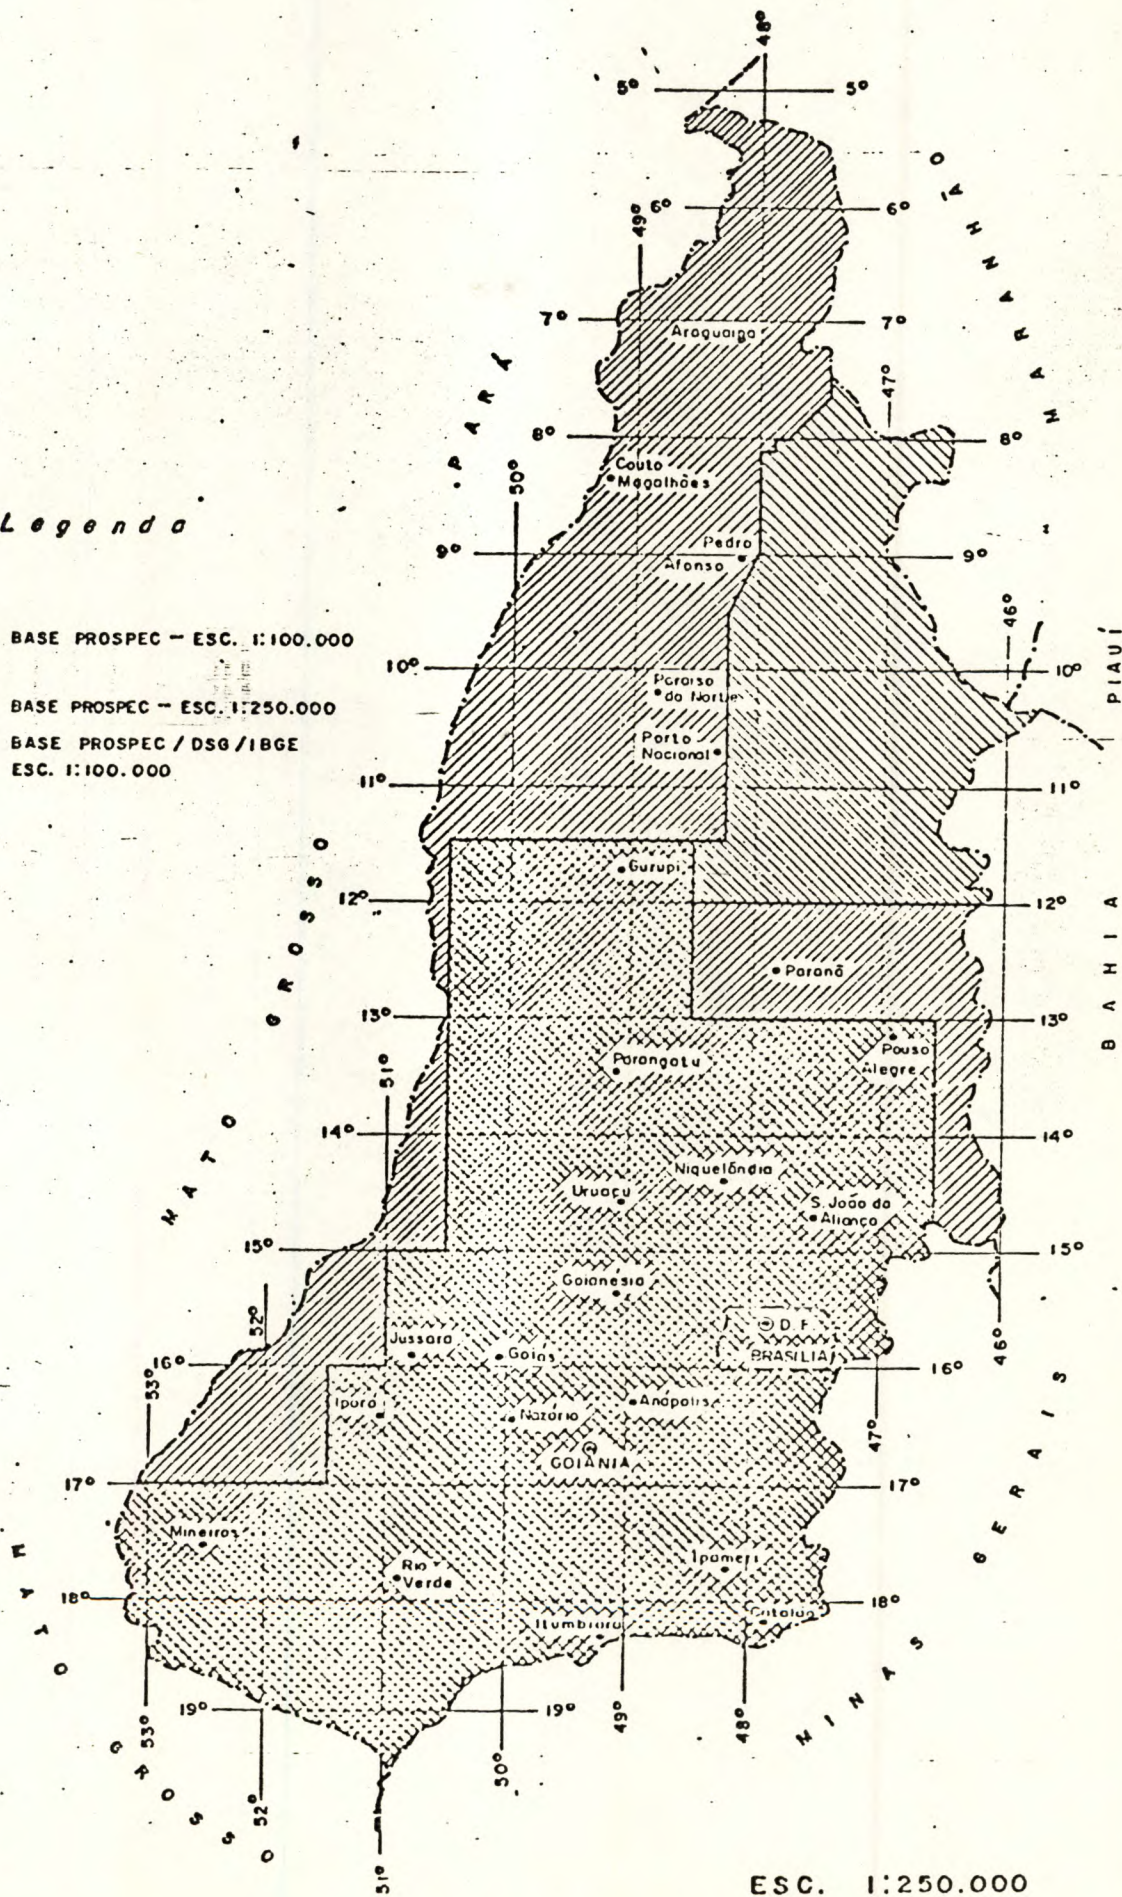 Legenda
BASE PROSPEC - ESC. 1:100.000
BASE PROSPEC - ESC. 1:250.000
BASE PROSPEC / DSG / IBGE
ESC. 1:100.000
48°
5° 5°
6° 6°
49°
7° 7°
Araguaiga
47°
8° 8°
50°
Couto
Magalhães
9° 9°
Pedro
Afonso
46°
10° 10°
Paraiso
do Norte
Porto
Nacional
11° 11°
Gurupi
12° 12°
Paranã
13° 13°
51°
Porangatu
Pouso
Alegre
14° 14°
Niquelândia
Uruaçu
S. João da
Aliança
15° 15°
Goianesia
52°
D. F.
BRASÍLIA
46°
Jussara
Goias
16° 16°
53°
Iporá
Nazário
Anápolis
47°
GOIÂNIA
17° 17°
Mineiros
Rio
Verde
Ipameri
18° 18°
Catalão
Itumbiara
19° 19°
53°
52°
51°
50°
49°
48°
PARÁ
MARANHÃO
PIAUÍ
BAHIA
MINAS GERAIS
MATO GROSSO
MATO GROSSO
ESC. 1:250.000